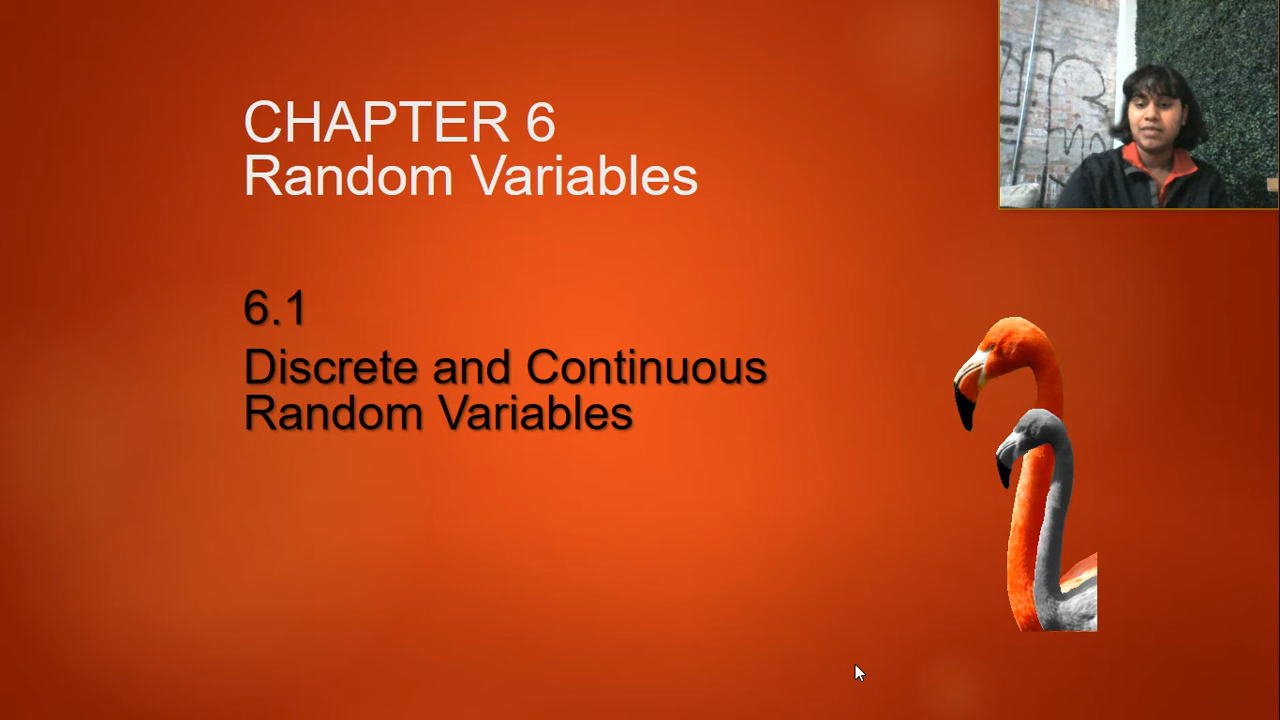 CHAPTER 6
Random Variables
6.1
Discrete and Continuous
Random Variables